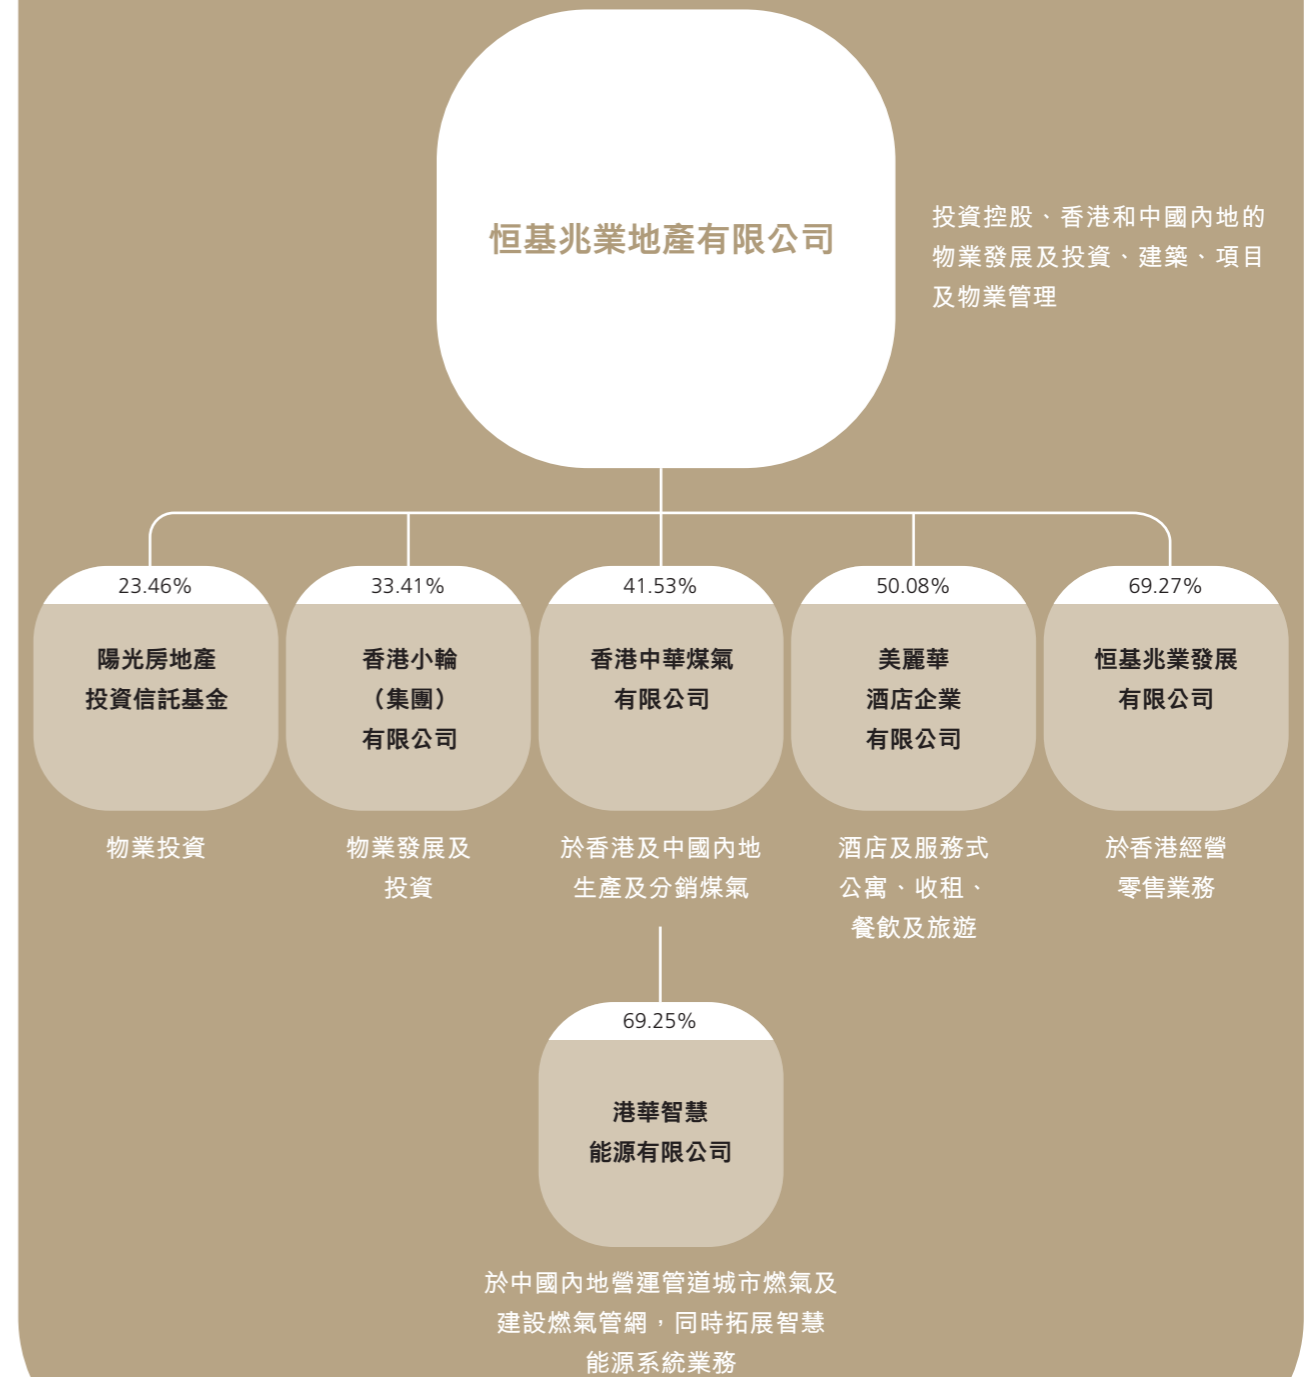 恒基兆業地產有限公司
投資控股、香港和中國內地的
物業發展及投資、建築、項目
及物業管理
23.46%
陽光房地產
投資信託基金
物業投資
33.41%
香港小輪
（集團）
有限公司
物業發展及
投資
41.53%
香港中華煤氣
有限公司
於香港及中國內地
生產及分銷煤氣
50.08%
美麗華
酒店企業
有限公司
酒店及服務式
公寓、收租、
餐飲及旅遊
69.27%
恒基兆業發展
有限公司
於香港經營
零售業務
69.25%
港華智慧
能源有限公司
於中國內地營運管道城市燃氣及
建設燃氣管網，同時拓展智慧
能源系統業務